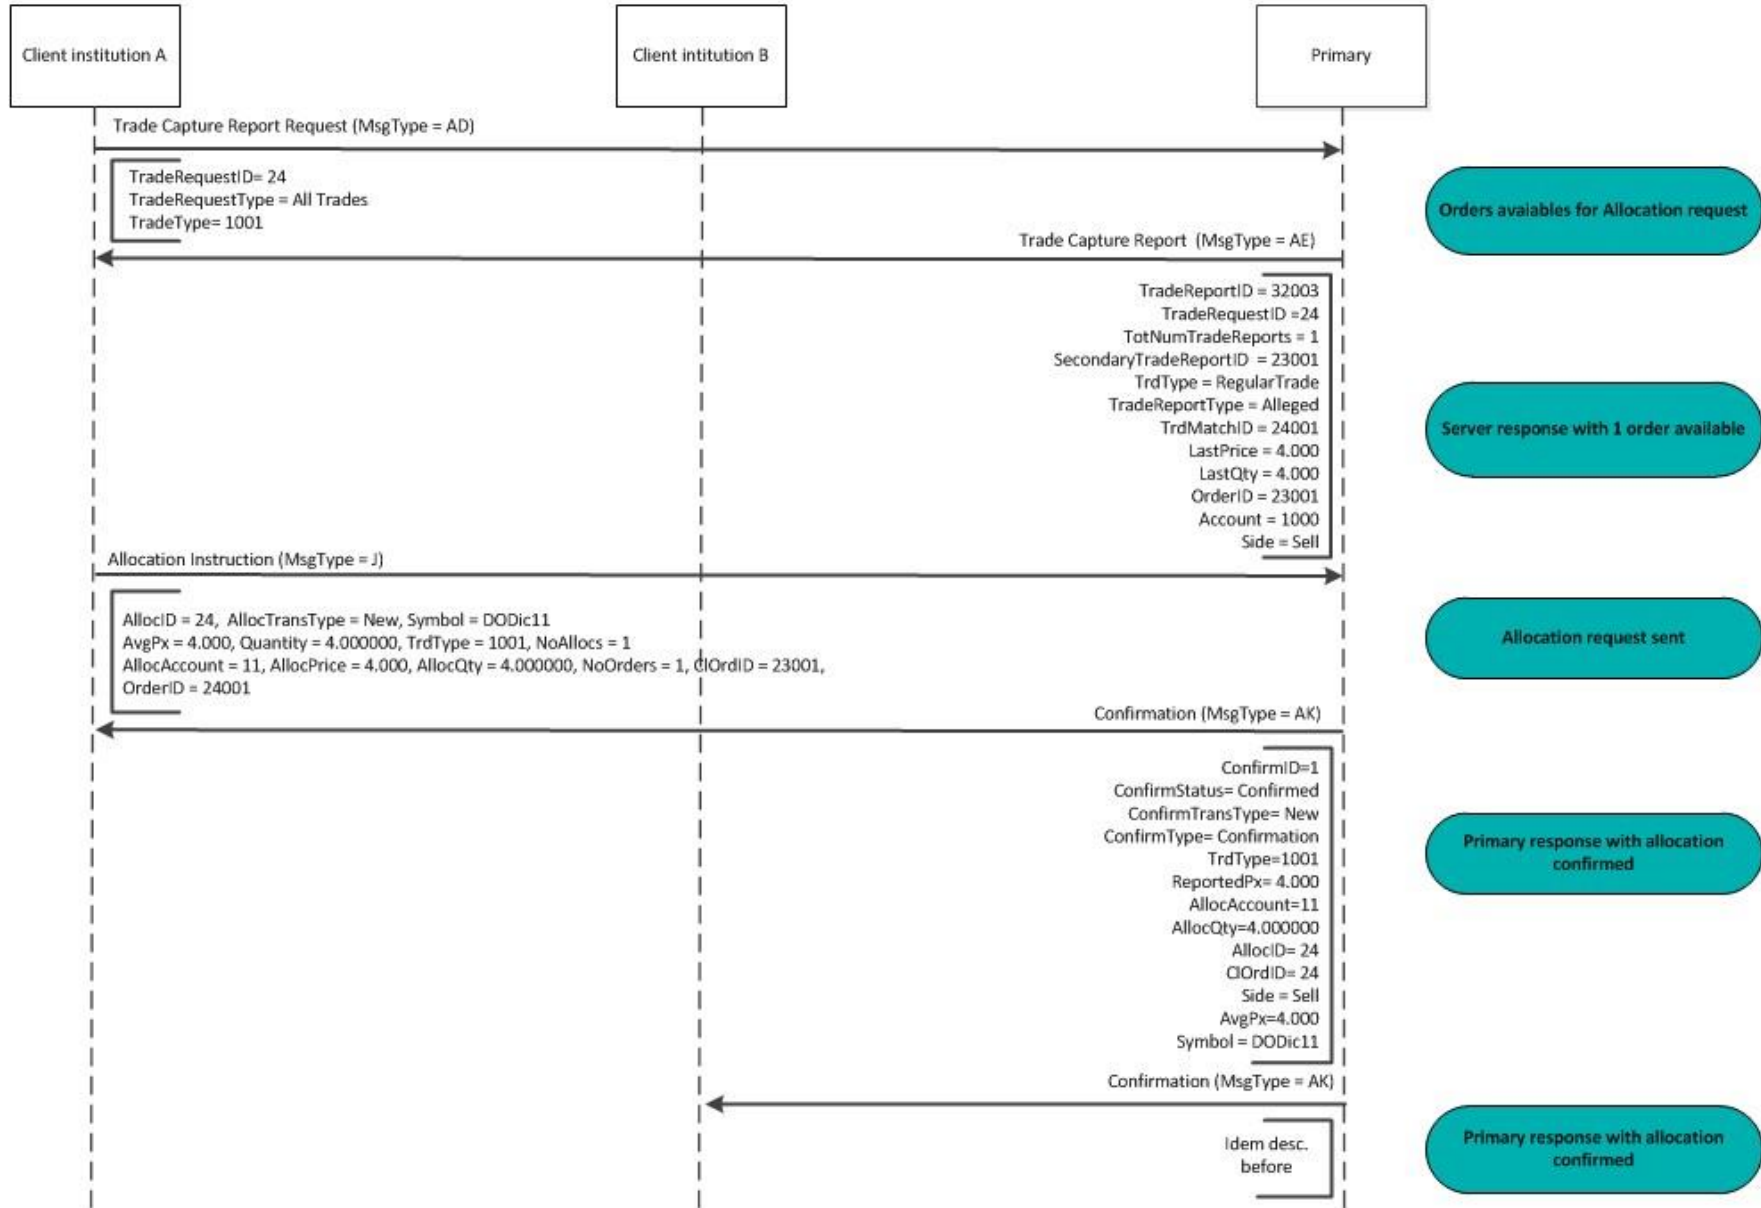 Client institution A
Client intitution B
Primary
Trade Capture Report Request (MsgType = AD)
TradeRequestID= 24
TradeRequestType = All Trades
TradeType= 1001
Orders avaiables for Allocation request
Trade Capture Report  (MsgType = AE)
TradeReportID = 32003
TradeRequestID =24
TotNumTradeReports = 1
SecondaryTradeReportID  = 23001
TrdType = RegularTrade
TradeReportType = Alleged
TrdMatchID = 24001
LastPrice = 4.000
LastQty = 4.000
OrderID = 23001
Account = 1000
Side = Sell
Server response with 1 order available
Allocation Instruction (MsgType = J)
AllocID = 24,  AllocTransType = New, Symbol = DODic11
AvgPx = 4.000, Quantity = 4.000000, TrdType = 1001, NoAllocs = 1
AllocAccount = 11, AllocPrice = 4.000, AllocQty = 4.000000, NoOrders = 1, ClOrdID = 23001,
OrderID = 24001
Allocation request sent
Confirmation (MsgType = AK)
ConfirmID=1
ConfirmStatus= Confirmed
ConfirmTransType= New
ConfirmType= Confirmation
TrdType=1001
ReportedPx= 4.000
AllocAccount=11
AllocQty=4.000000
AllocID= 24
ClOrdID= 24
Side = Sell
AvgPx=4.000
Symbol = DODic11
Primary response with allocation
confirmed
Confirmation (MsgType = AK)
Idem desc.
before
Primary response with allocation
confirmed